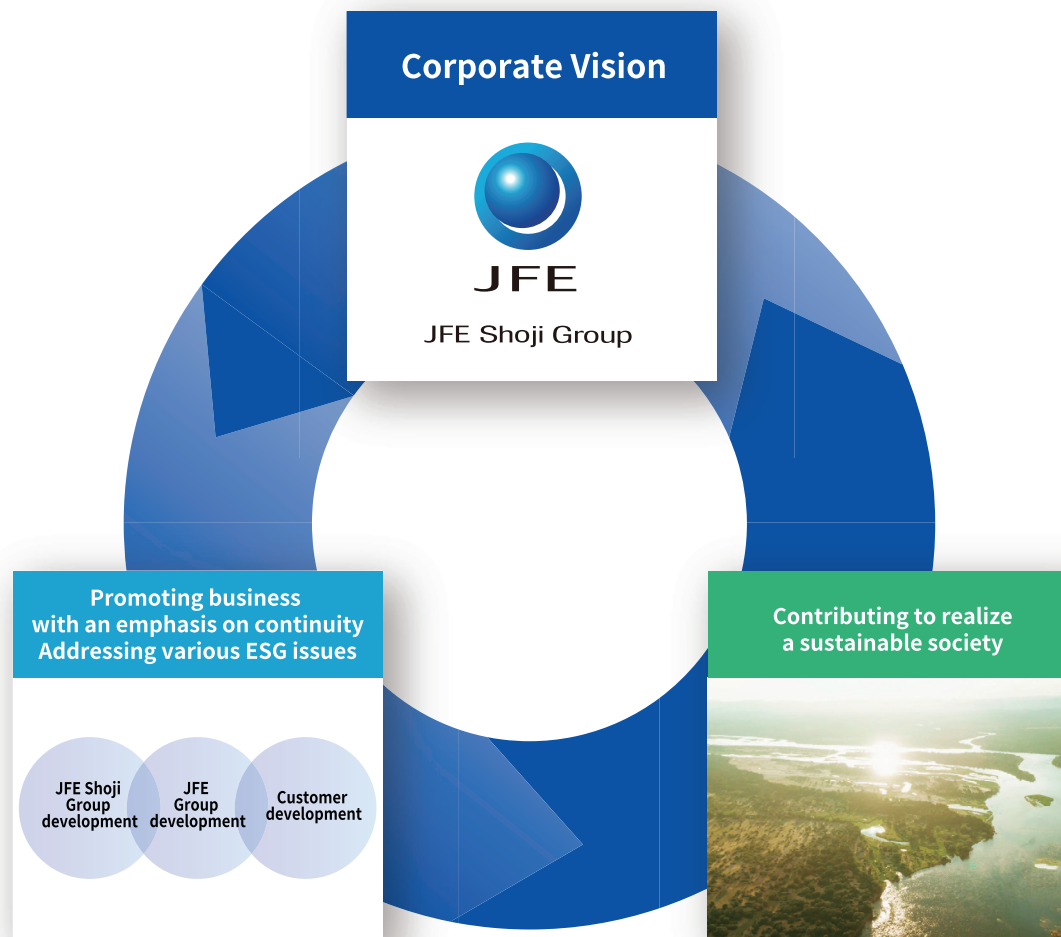 Corporate Vision
JFE
JFE Shoji Group
Promoting business
with an emphasis on continuity
Addressing various ESG issues
JFE Shoji
Group
development
JFE
Group
development
Customer
development
Contributing to realize
a sustainable society